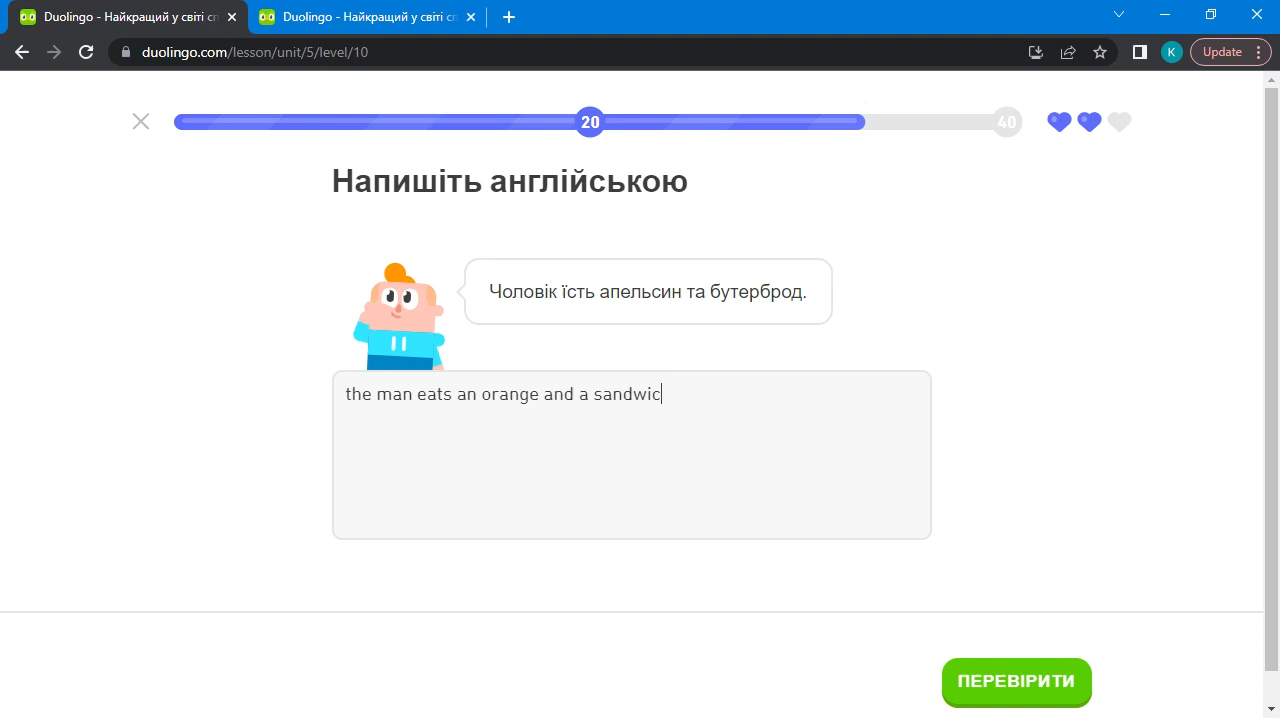 Duolingo - Найкращий у світі сп
Duolingo - Найкращий у світі сп
duolingo.com/lesson/unit/5/level/10
K
Update
20
40
Напишіть англійською
Чоловік їсть апельсин та бутерброд.
the man eats an orange and a sandwic
ПЕРЕВІРИТИ